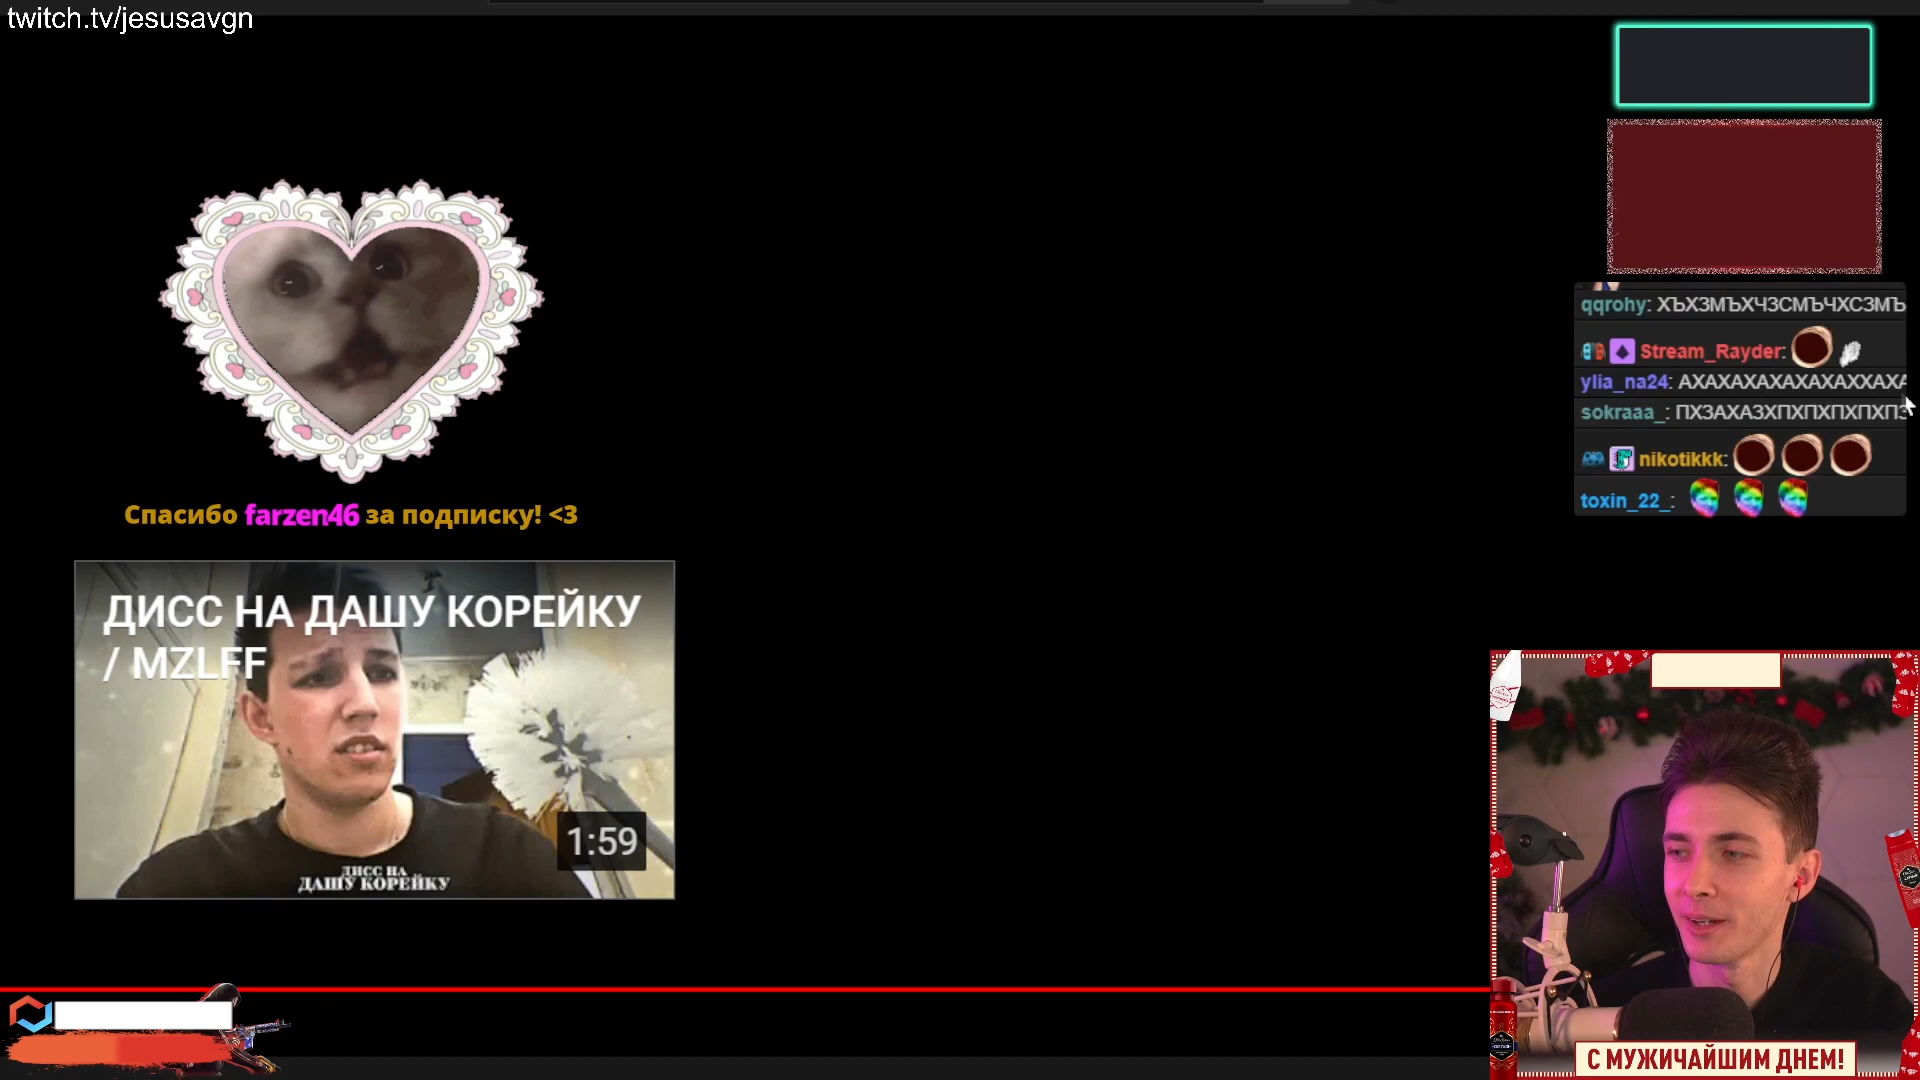 twitch.tv/jesusavgn
qqrohy: ХЪХЗМЪХЧЗСМЪЧХСЗМЪ
Stream_Rayder:
ylia_na24: АХАХАХАХАХАХАХХАХА
sokraaa_: ПХЗАХАЗХПХПХПХПХПЗ
nikotikkk:
toxin_22_:
Спасибо farzen46 за подписку! <3
ДИСС НА ДАШУ КОРЕЙКУ
/ MZLFF
1:59
ДИСС НА
ДАШУ КОРЕЙКУ
С МУЖИЧАЙШИМ ДНЕМ!